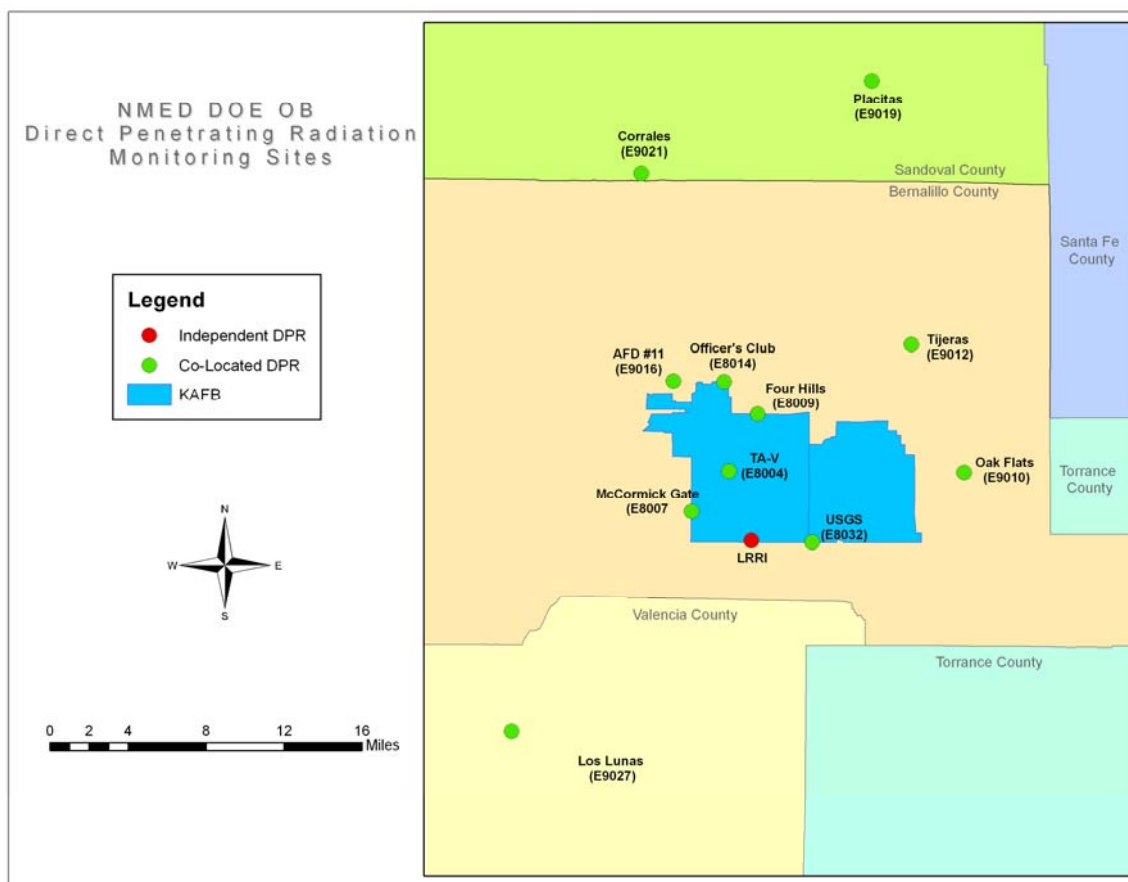 NMED DOE OB
Direct Penetrating Radiation
Monitoring Sites
Legend
Independent DPR
Co-Located DPR
KAFB
N
W
E
S
0 2 4 8 12 16
Miles
Placitas
(E9019)
Corrales
(E9021)
Sandoval County
Bernalillo County
Santa Fe
County
Tijeras
(E9012)
Officer's Club
(E8014)
AFD #11
(E9016)
Four Hills
(E8009)
TA-V
(E8004)
Oak Flats
(E9010)
Torrance
County
McCormick Gate
(E8007
USGS
(E8032)
LRRI
Valencia County
Torrance County
Los Lunas
(E9027)